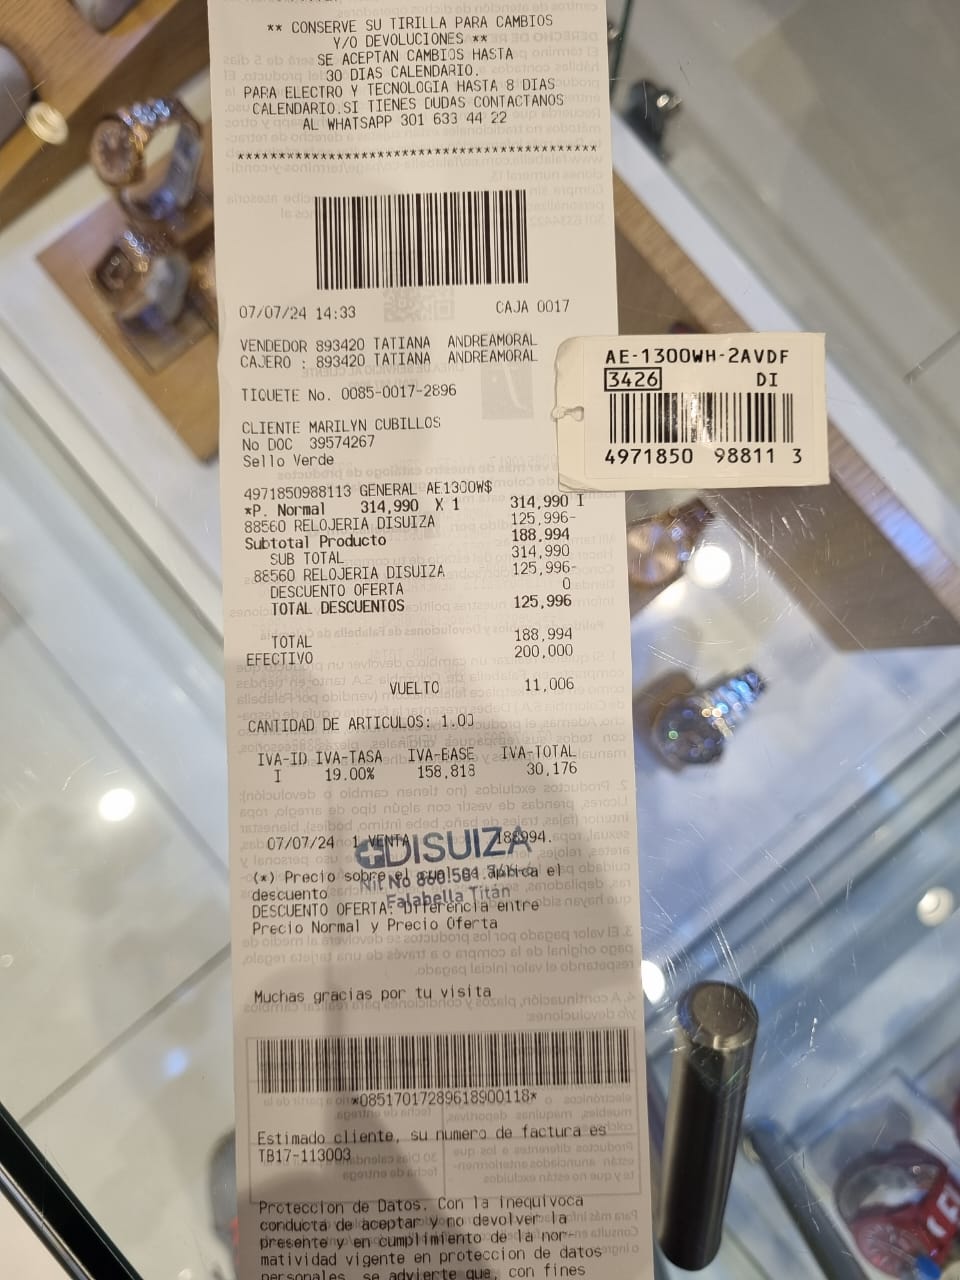 ** CONSERVE SU TIRILLA PARA CAMBIOS
Y/O DEVOLUCIONES **
SE ACEPTAN CAMBIOS HASTA
30 DIAS CALENDARIO.
PARA ELECTRO Y TECNOLOGIA HASTA 8 DIAS
CALENDARIO.SI TIENES DUDAS CONTACTANOS
AL WHATSAPP 301 633 44 22
07/07/24 14:33 CAJA 0017
VENDEDOR 893420 TATIANA ANDREAMORAL
CAJERO : 893420 TATIANA ANDREAMORAL
TIQUETE No. 0085-0017-2896
CLIENTE MARILYN CUBILLOS
No DOC 39574267
Sello Verde
4971850988113 GENERAL AE1300W$
*P. Normal 314,990 X 1 314,990 I
88560 RELOJERIA DISUIZA 125,996-
Subtotal Producto 188.994
SUB TOTAL 314,990
88560 RELOJERIA DISUIZA 125,996-
DESCUENTO OFERTA 0
TOTAL DESCUENTOS 125,996
TOTAL 188,994
EFECTIVO 200,000
VUELTO 11,006
CANTIDAD DE ARTICULOS: 1.00
IVA-ID IVA-TASA IVA-BASE IVA-TOTAL
I 19.00% 158,818 30,176
07/07/24 1 VENTA 188994.
DISUIZA
Nit No
Falabella Titán
(*) Precio sobre el cual se aplica el
descuento
DESCUENTO OFERTA: Diferencia entre
Precio Normal y Precio Oferta
Muchas gracias por tu visita
*08517017289618900118*
Estimado cliente, su numero de factura es
TB17-113003
Proteccion de Datos. Con la inequivoca
conducta de aceptar y no devolver la
presente y en cumplimiento de la nor-
matividad vigente en proteccion de datos
personales, se advierte que, con fines
AE-1300WH-2AVDF
3426 DI
4971850 98811 3